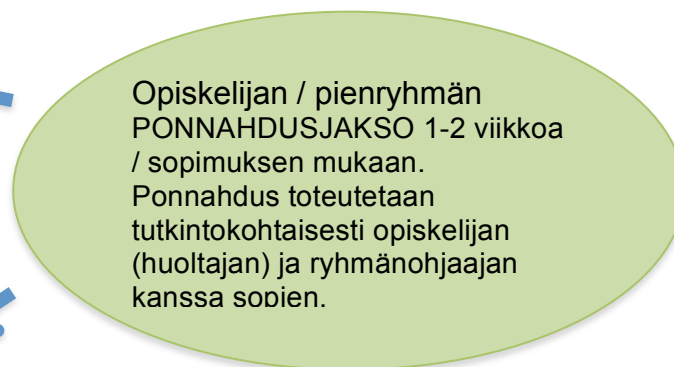 Opiskelijan / pienryhmän
PONNAHDUSJAKSO 1-2 viikkoa
/ sopimuksen mukaan.
Ponnahdus toteutetaan
tutkintokohtaisesti opiskelijan
(huoltajan) ja ryhmänohjaajan
kanssa sopien.